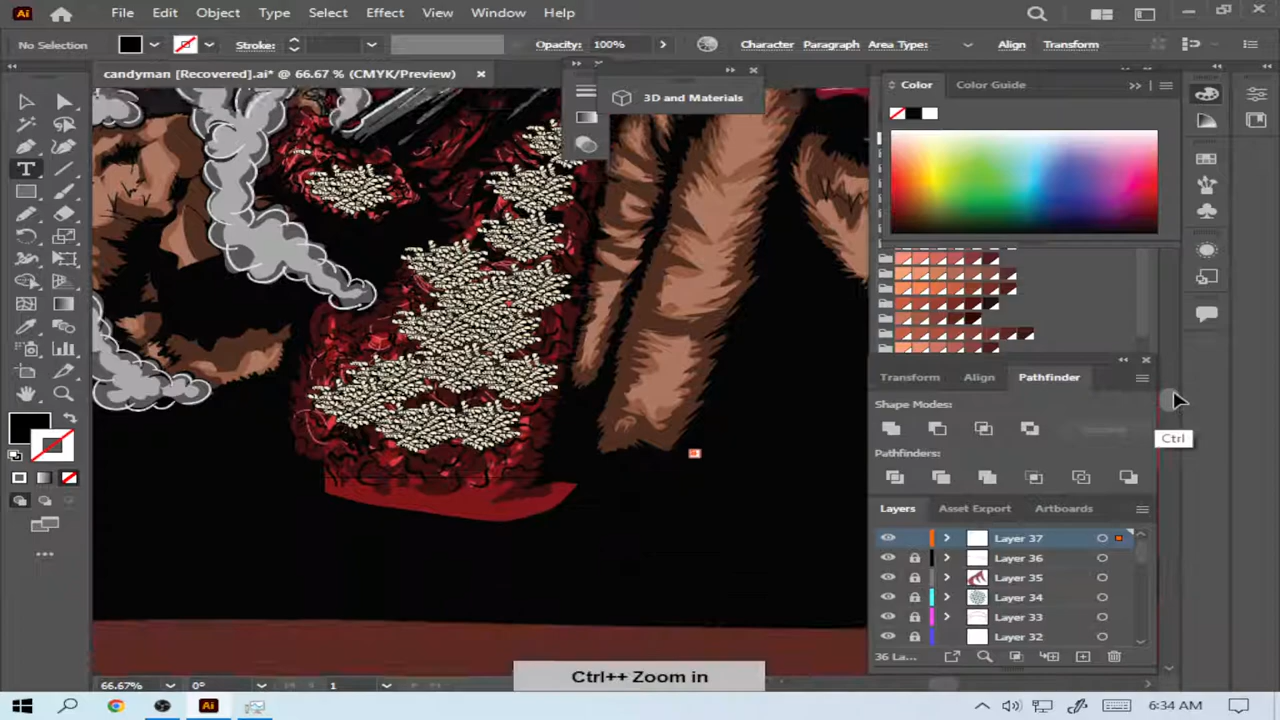 Ai File Edit Object Type Select Effect View Window Help
No Selection Stroke: Opacity: 100% Character Paragraph Area Type: Align Transform
candyman [Recovered].ai* @ 66.67 % (CMYK/Preview)
3D and Materials
Color Color Guide
Transform Align Pathfinder
Shape Modes:
Ctrl
Pathfinders:
Layers Asset Export Artboards
Layer 37
Layer 36
Layer 35
Layer 34
Layer 33
Layer 32
36 La...
Ctrl++ Zoom in
66.67% 0° 1
Ai 6:34 AM